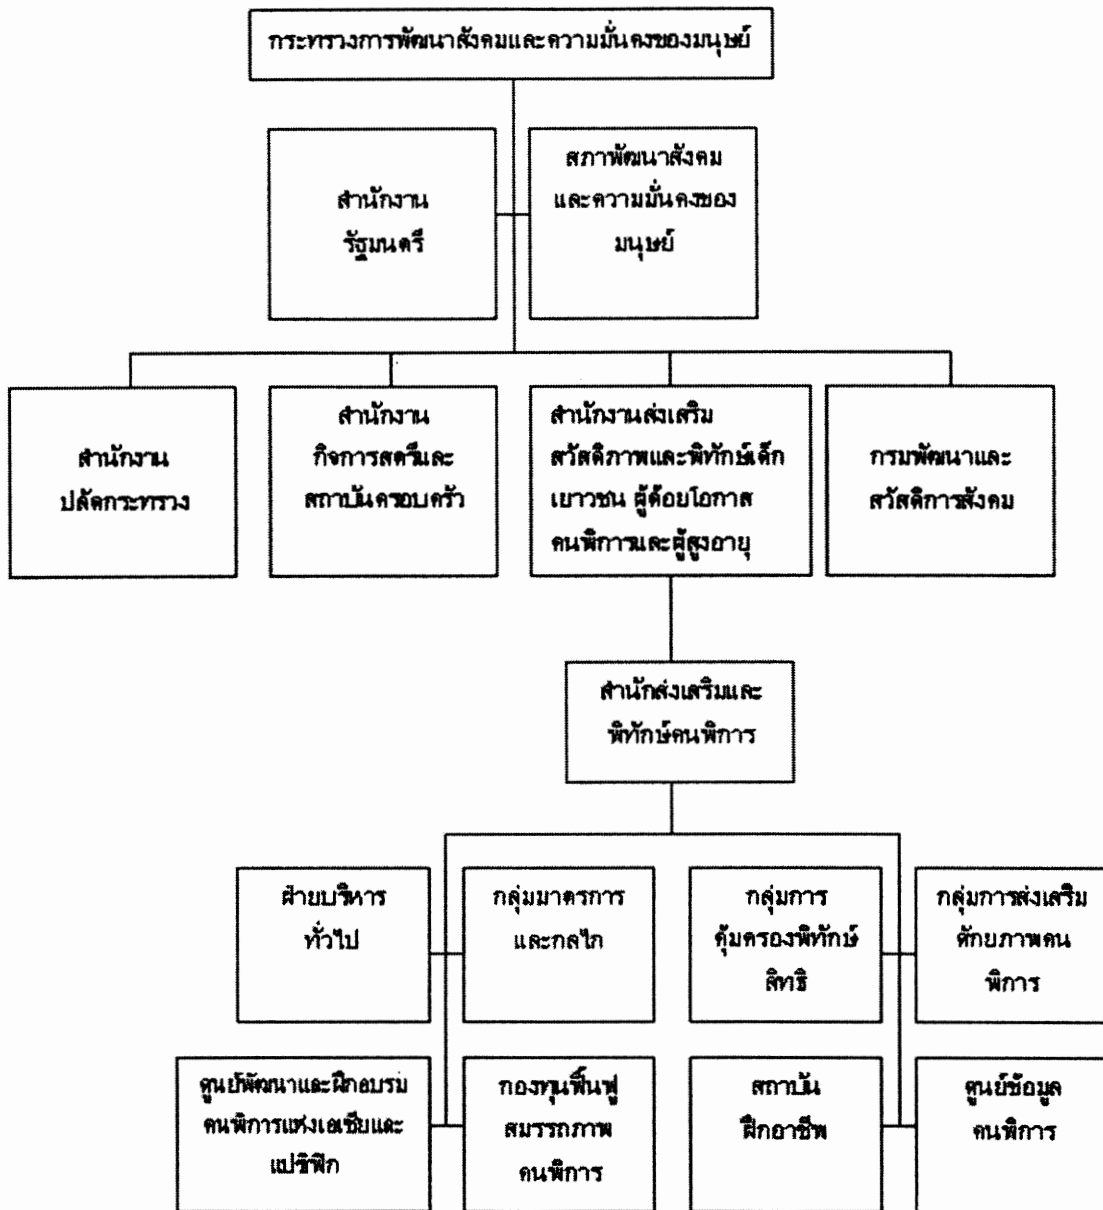 กระทรวงการพัฒนาสังคมและความมั่นคงของมนุษย์
สำนักงาน
รัฐมนตรี
สภาพัฒนาสังคม
และความมั่นคงของ
มนุษย์
สำนักงาน
ปลัดกระทรวง
สำนักงาน
กิจการสตรีและ
สถาบันครอบครัว
สำนักงานส่งเสริม
สวัสดิภาพและพิทักษ์เด็ก
เยาวชน ผู้ด้อยโอกาส
คนพิการและผู้สูงอายุ
กรมพัฒนาและ
สวัสดิการสังคม
สำนักส่งเสริมและ
พิทักษ์คนพิการ
ฝ่ายบริหาร
ทั่วไป
กลุ่มมาตรการ
และกลไก
กลุ่มการ
คุ้มครองพิทักษ์
สิทธิ
กลุ่มการส่งเสริม
ศักยภาพคน
พิการ
ศูนย์พัฒนาและฝึกอบรม
คนพิการแห่งเอเชียและ
แปซิฟิก
กองทุนฟื้นฟู
สมรรถภาพ
คนพิการ
สถาบัน
ฝึกอาชีพ
ศูนย์ข้อมูล
คนพิการ